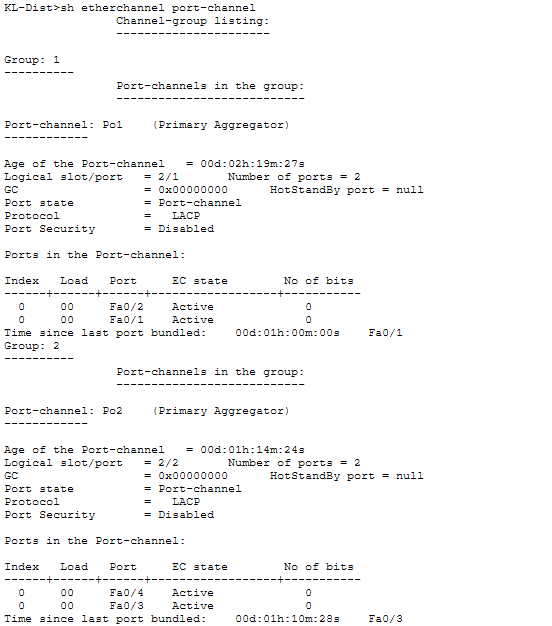 KL-Dist>sh etherchannel port-channel
                Channel-group listing:
                ----------------------

Group: 1
----------
                Port-channels in the group:
                ---------------------------

Port-channel: Po1    (Primary Aggregator)
------------

Age of the Port-channel   = 00d:02h:19m:27s
Logical slot/port   = 2/1       Number of ports = 2
GC                  = 0x00000000      HotStandBy port = null
Port state          = Port-channel
Protocol            =   LACP
Port Security       = Disabled

Ports in the Port-channel:

Index   Load   Port     EC state        No of bits
------+------+------+------------------+-----------
  0     00     Fa0/2    Active             0
  0     00     Fa0/1    Active             0
Time since last port bundled:    00d:01h:00m:00s    Fa0/1
Group: 2
----------
                Port-channels in the group:
                ---------------------------

Port-channel: Po2    (Primary Aggregator)
------------

Age of the Port-channel   = 00d:01h:14m:24s
Logical slot/port   = 2/2       Number of ports = 2
GC                  = 0x00000000      HotStandBy port = null
Port state          = Port-channel
Protocol            =   LACP
Port Security       = Disabled

Ports in the Port-channel:

Index   Load   Port     EC state        No of bits
------+------+------+------------------+-----------
  0     00     Fa0/4    Active             0
  0     00     Fa0/3    Active             0
Time since last port bundled:    00d:01h:10m:28s    Fa0/3